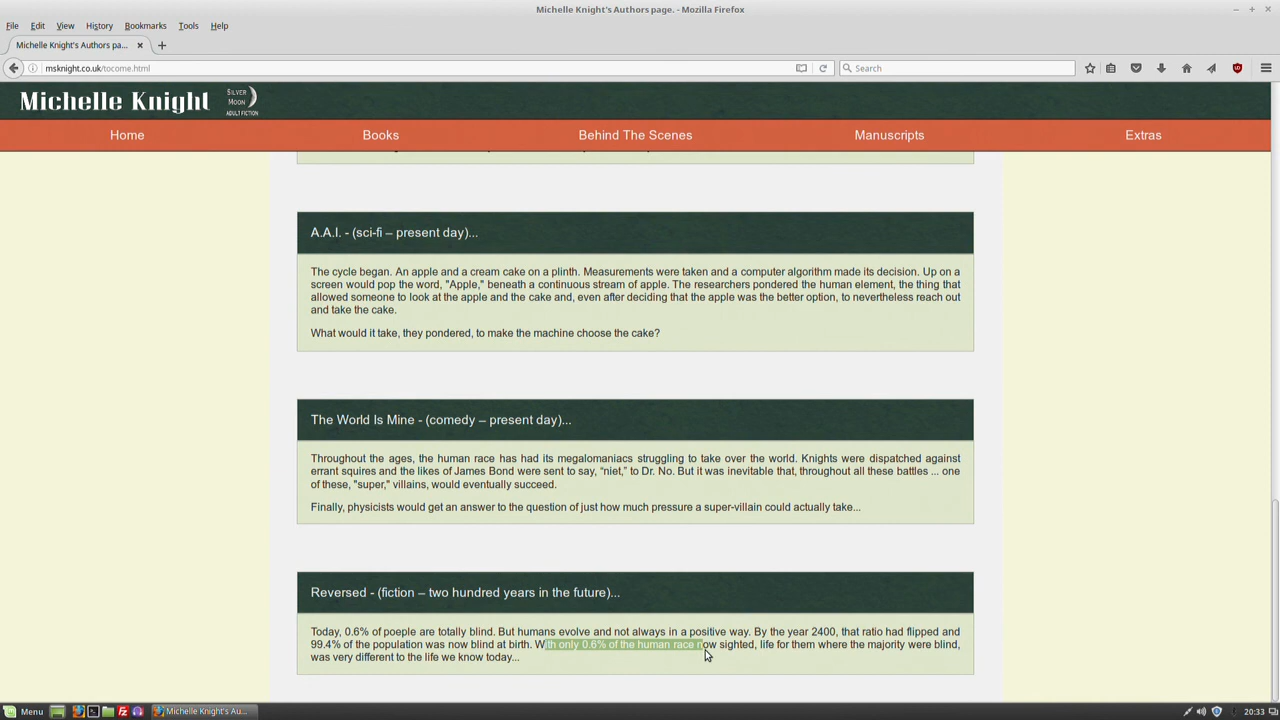 Michelle Knight's Authors page. - Mozilla Firefox
File Edit View History Bookmarks Tools Help
Michelle Knight's Authors pa...
msknight.co.uk/tocome.html
Search
Michelle Knight
SILVER
MOON
ADULT FICTION
Home Books Behind The Scenes Manuscripts Extras
A.A.I. - (sci-fi – present day)...
The cycle began. An apple and a cream cake on a plinth. Measurements were taken and a computer algorithm made its decision. Up on a
screen would pop the word, "Apple," beneath a continuous stream of apple. The researchers pondered the human element, the thing that
allowed someone to look at the apple and the cake and, even after deciding that the apple was the better option, to nevertheless reach out
and take the cake.
What would it take, they pondered, to make the machine choose the cake?
The World Is Mine - (comedy – present day)...
Throughout the ages, the human race has had its megalomaniacs struggling to take over the world. Knights were dispatched against
errant squires and the likes of James Bond were sent to say, “niet,” to Dr. No. But it was inevitable that, throughout all these battles ... one
of these, "super," villains, would eventually succeed.
Finally, physicists would get an answer to the question of just how much pressure a super-villain could actually take...
Reversed - (fiction – two hundred years in the future)...
Today, 0.6% of poeple are totally blind. But humans evolve and not always in a positive way. By the year 2400, that ratio had flipped and
99.4% of the population was now blind at birth. With only 0.6% of the human race now sighted, life for them where the majority were blind,
was very different to the life we know today...
Menu Michelle Knight's Au... 20:33